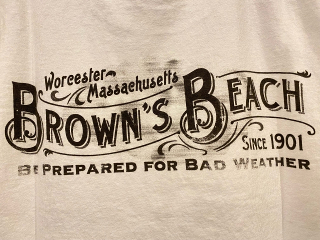 Worcester
Massachusetts
BROWN'S BEACH
SINCE 1901
BE PREPARED FOR BAD WEATHER